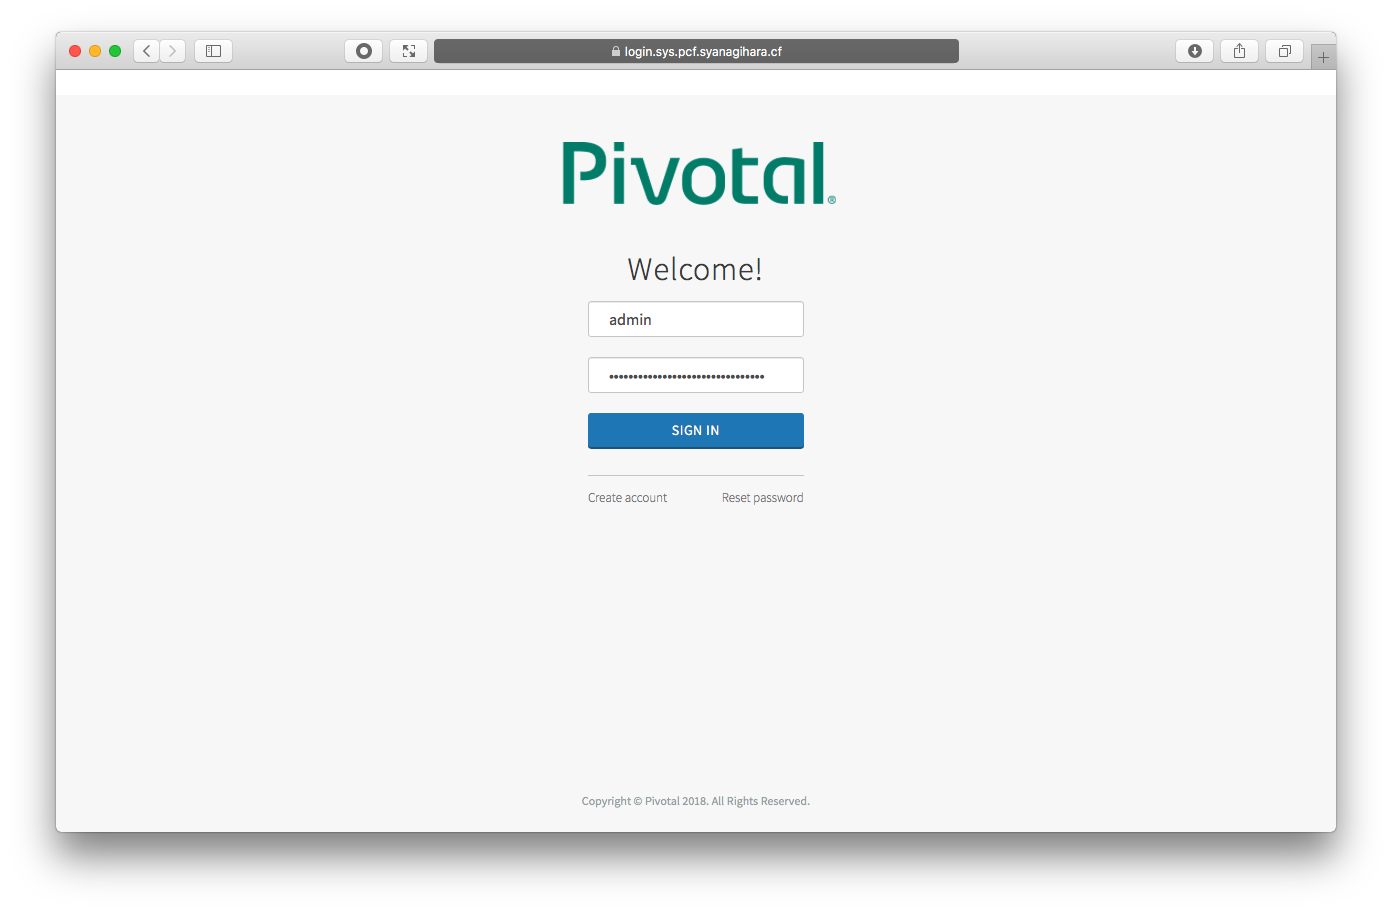 login.sys.pcf.syanagihara.cf
Pivotal®
Welcome!
admin
••••••••••••••••••••••••••••••••
SIGN IN
Create account Reset password
Copyright © Pivotal 2018. All Rights Reserved.